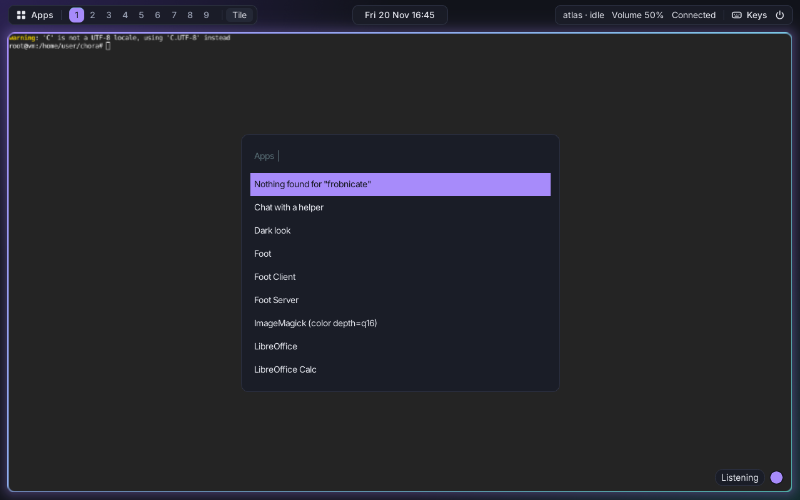 Apps 1 2 3 4 5 6 7 8 9 Tile Fri 20 Nov 16:45 atlas · idle Volume 50% Connected Keys
warning: 'C' is not a UTF-8 locale, using 'C.UTF-8' instead
root@vm:/home/user/chora#
Apps
Nothing found for "frobnicate"
Chat with a helper
Dark look
Foot
Foot Client
Foot Server
ImageMagick (color depth=q16)
LibreOffice
LibreOffice Calc
Listening